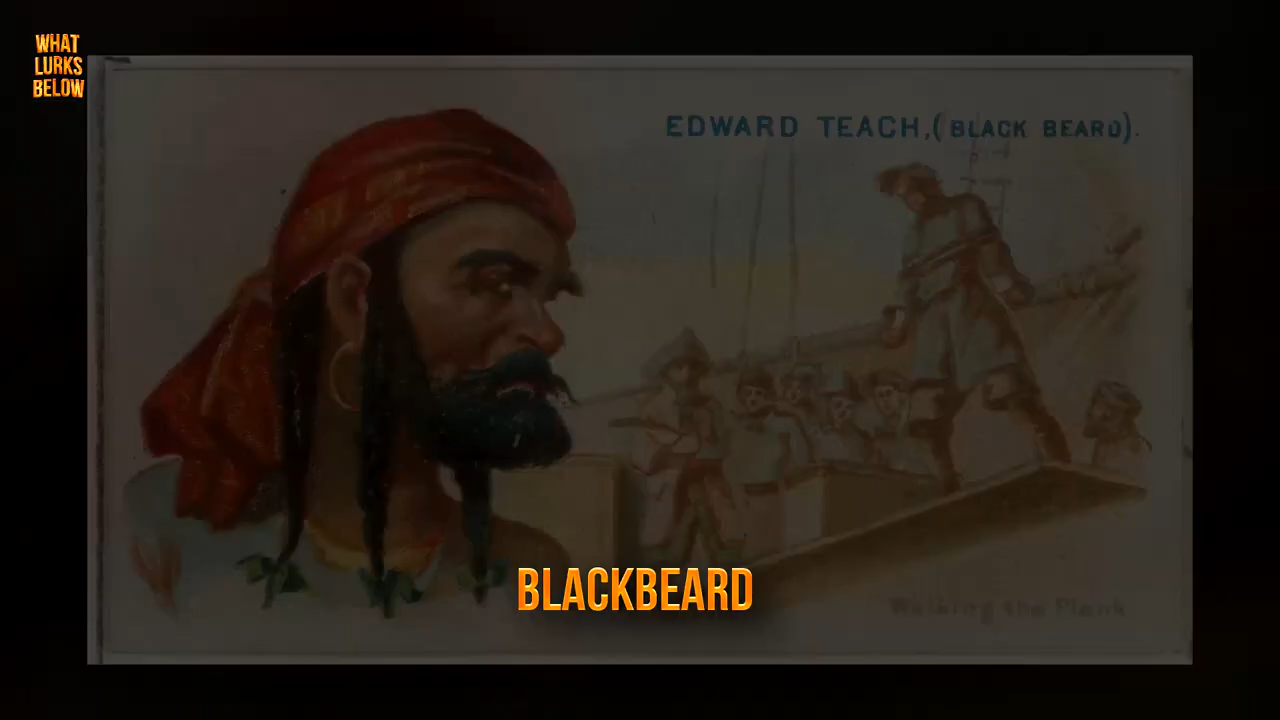 WHAT
LURKS
BELOW
EDWARD TEACH,(BLACK BEARD).
BLACKBEARD
Walking the Plank